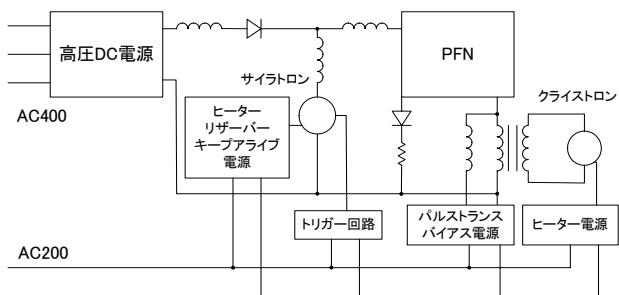 高圧DC電源
PFN
サイラトロン
クライストロン
AC400
ヒーター
リザーバー
キープアライブ
電源
トリガー回路
パルストランス
バイアス電源
ヒーター電源
AC200